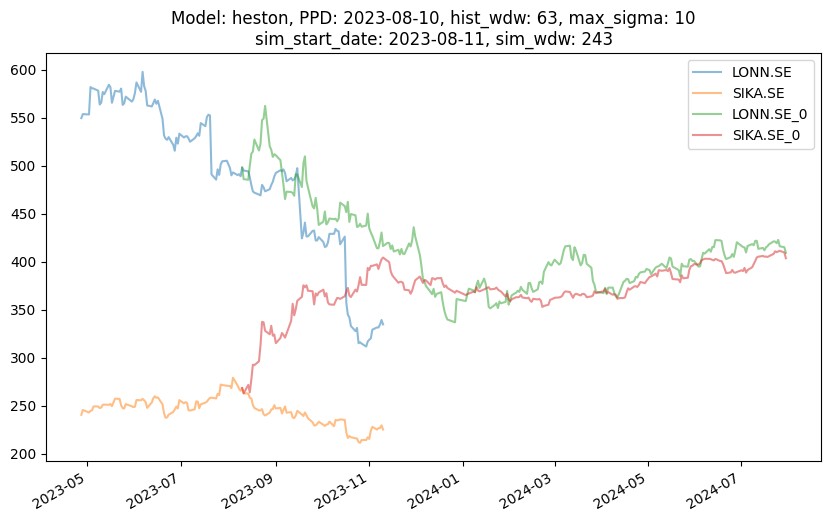 Model: heston, PPD: 2023-08-10, hist_wdw: 63, max_sigma: 10
sim_start_date: 2023-08-11, sim_wdw: 243
LONN.SE
SIKA.SE
LONN.SE_0
SIKA.SE_0
600
550
500
450
400
350
300
250
200
2023-05
2023-07
2023-09
2023-11
2024-01
2024-03
2024-05
2024-07